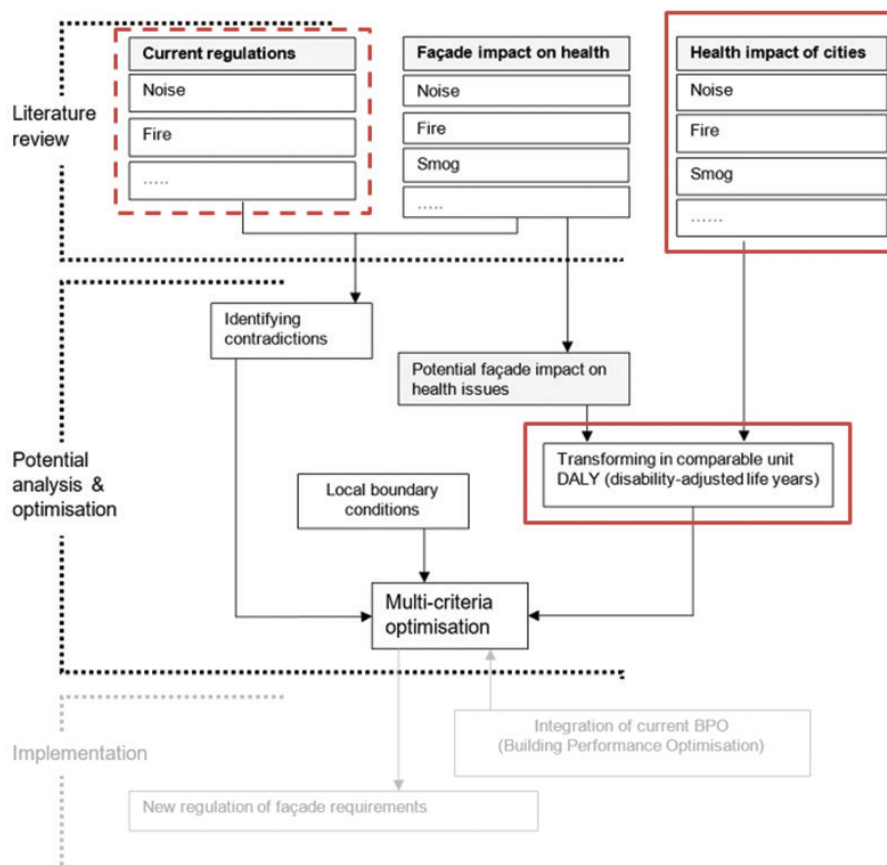 Current regulations
Noise
Fire
.....
Façade impact on health
Noise
Fire
Smog
.....
Health impact of cities
Noise
Fire
Smog
......
Literature
review
Identifying
contradictions
Potential façade impact on
health issues
Transforming in comparable unit
DALY (disability-adjusted life years)
Potential
analysis &
optimisation
Local boundary
conditions
Multi-criteria
optimisation
Implementation
Integration of current BPO
(Building Performance Optimisation)
New regulation of façade requirements